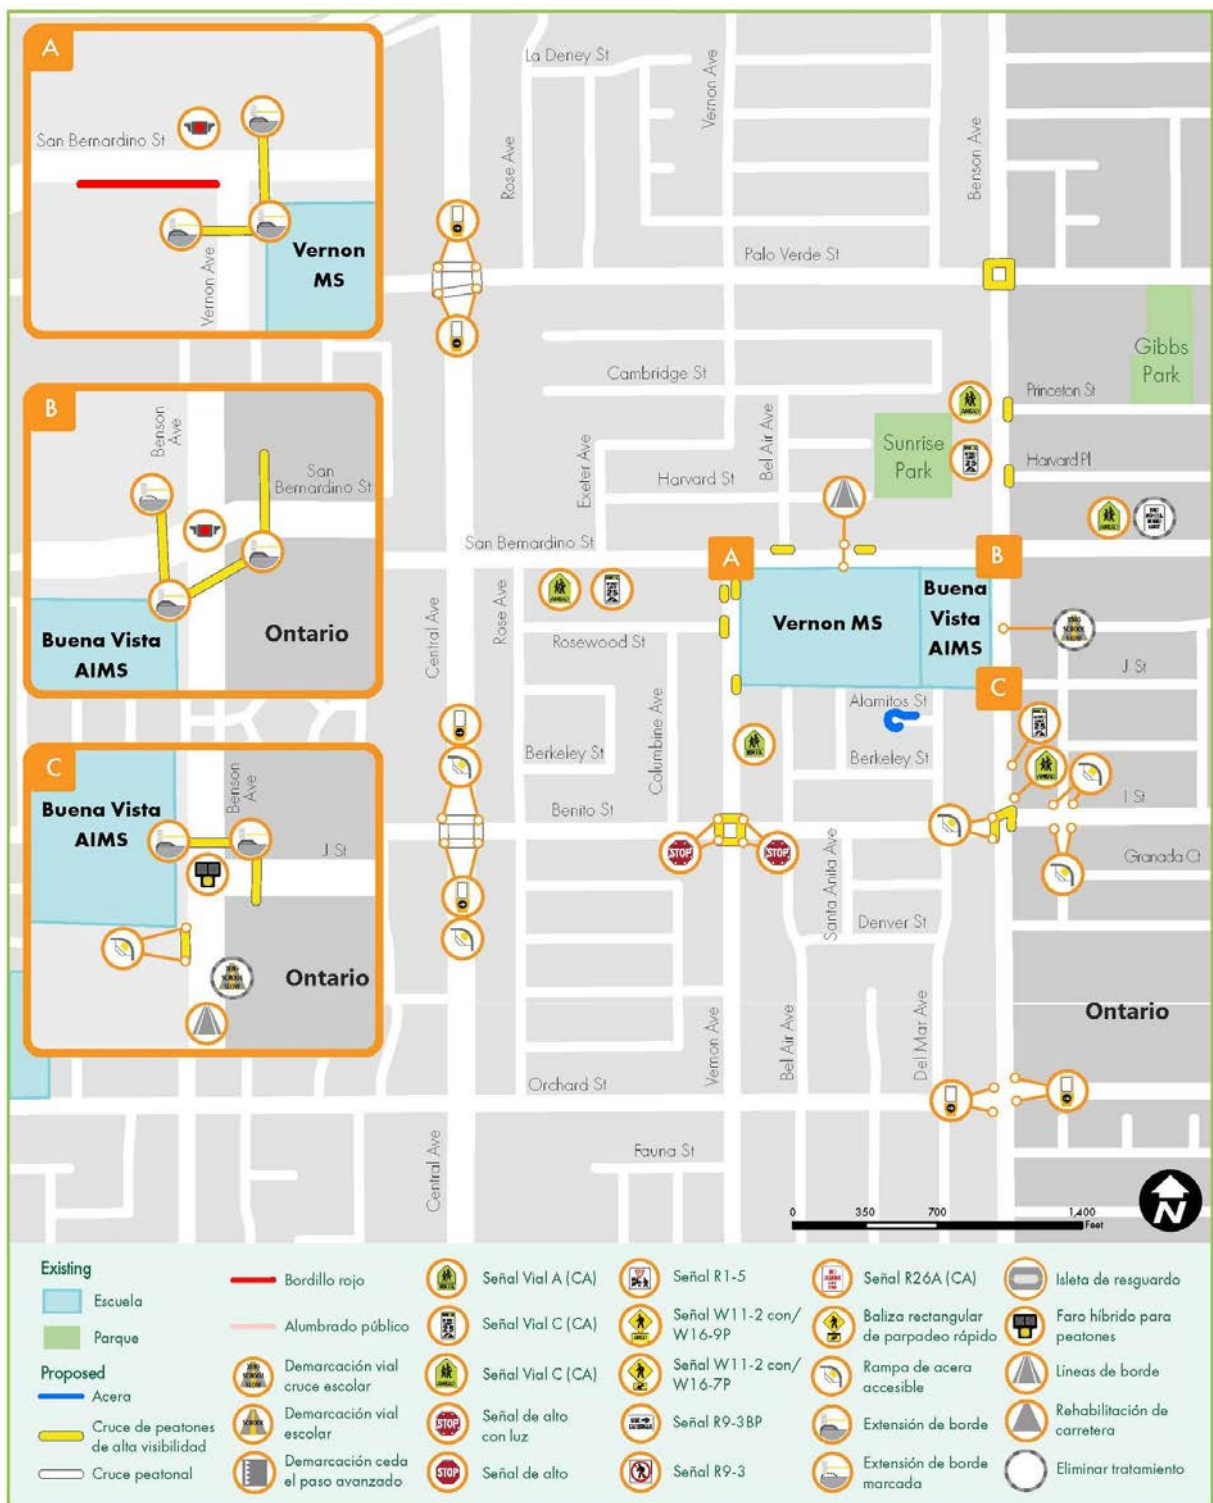 A
San Bernardino St
Vernon Ave
Vernon
MS
B
Benson
Ave
San
Bernardino St
Buena Vista
AIMS
Ontario
C
Buena Vista
AIMS
Benson
Ave
J St
Ontario
La Deney St
Rose Ave
Vernon Ave
Benson Ave
Palo Verde St
Gibbs
Park
Cambridge St
AHEAD
Princeton St
Exeter Ave
Bel Air Ave
Sunrise
Park
25
Harvard Pl
Harvard St
San Bernardino St
A
B
Central Ave
Rose Ave
AHEAD
25
Vernon MS
Buena
Vista
AIMS
Rosewood St
J St
C
Columbine Ave
Alamitos St
Berkeley St
Berkeley St
25
AHEAD
I St
Benito St
STOP
STOP
Granada Ct
Santa Anita Ave
Denver St
Vernon Ave
Bel Air Ave
Del Mar Ave
Ontario
Orchard St
Central Ave
Fauna St
N
0 350 700 1,400
Feet
Existing
Escuela
Parque
Proposed
Acera
Cruce de peatones
de alta visibilidad
Cruce peatonal
Bordillo rojo
Alumbrado público
Demarcación vial
cruce escolar
Demarcación vial
escolar
Demarcación ceda
el paso avanzado
Señal Vial A (CA)
Señal Vial C (CA)
Señal Vial C (CA)
STOP
Señal de alto
con luz
STOP
Señal de alto
Señal R1-5
Señal W11-2 con/
W16-9P
Señal W11-2 con/
W16-7P
Señal R9-3BP
Señal R9-3
Señal R26A (CA)
Baliza rectangular
de parpadeo rápido
Rampa de acera
accesible
Extensión de borde
Extensión de borde
marcada
Isleta de resguardo
Faro híbrido para
peatones
Líneas de borde
Rehabilitación de
carretera
Eliminar tratamiento